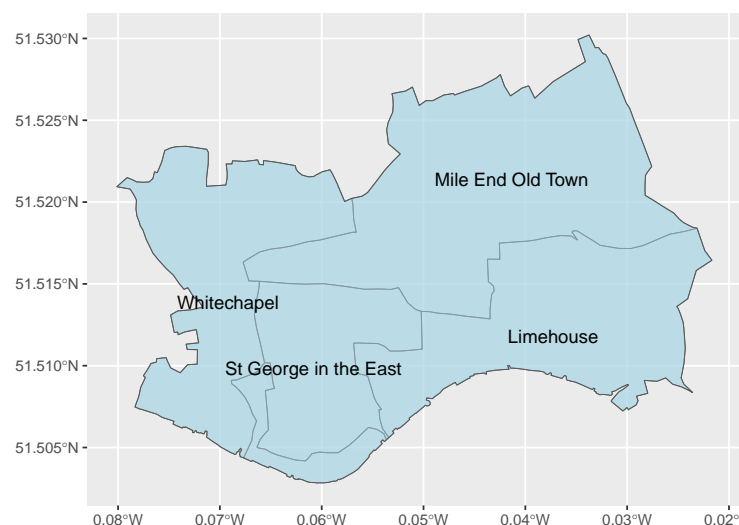 51.530°N
51.525°N
51.520°N
51.515°N
51.510°N
51.505°N
Mile End Old Town
Whitechapel
Limehouse
St George in the East
0.08°W 0.07°W 0.06°W 0.05°W 0.04°W 0.03°W 0.02°W